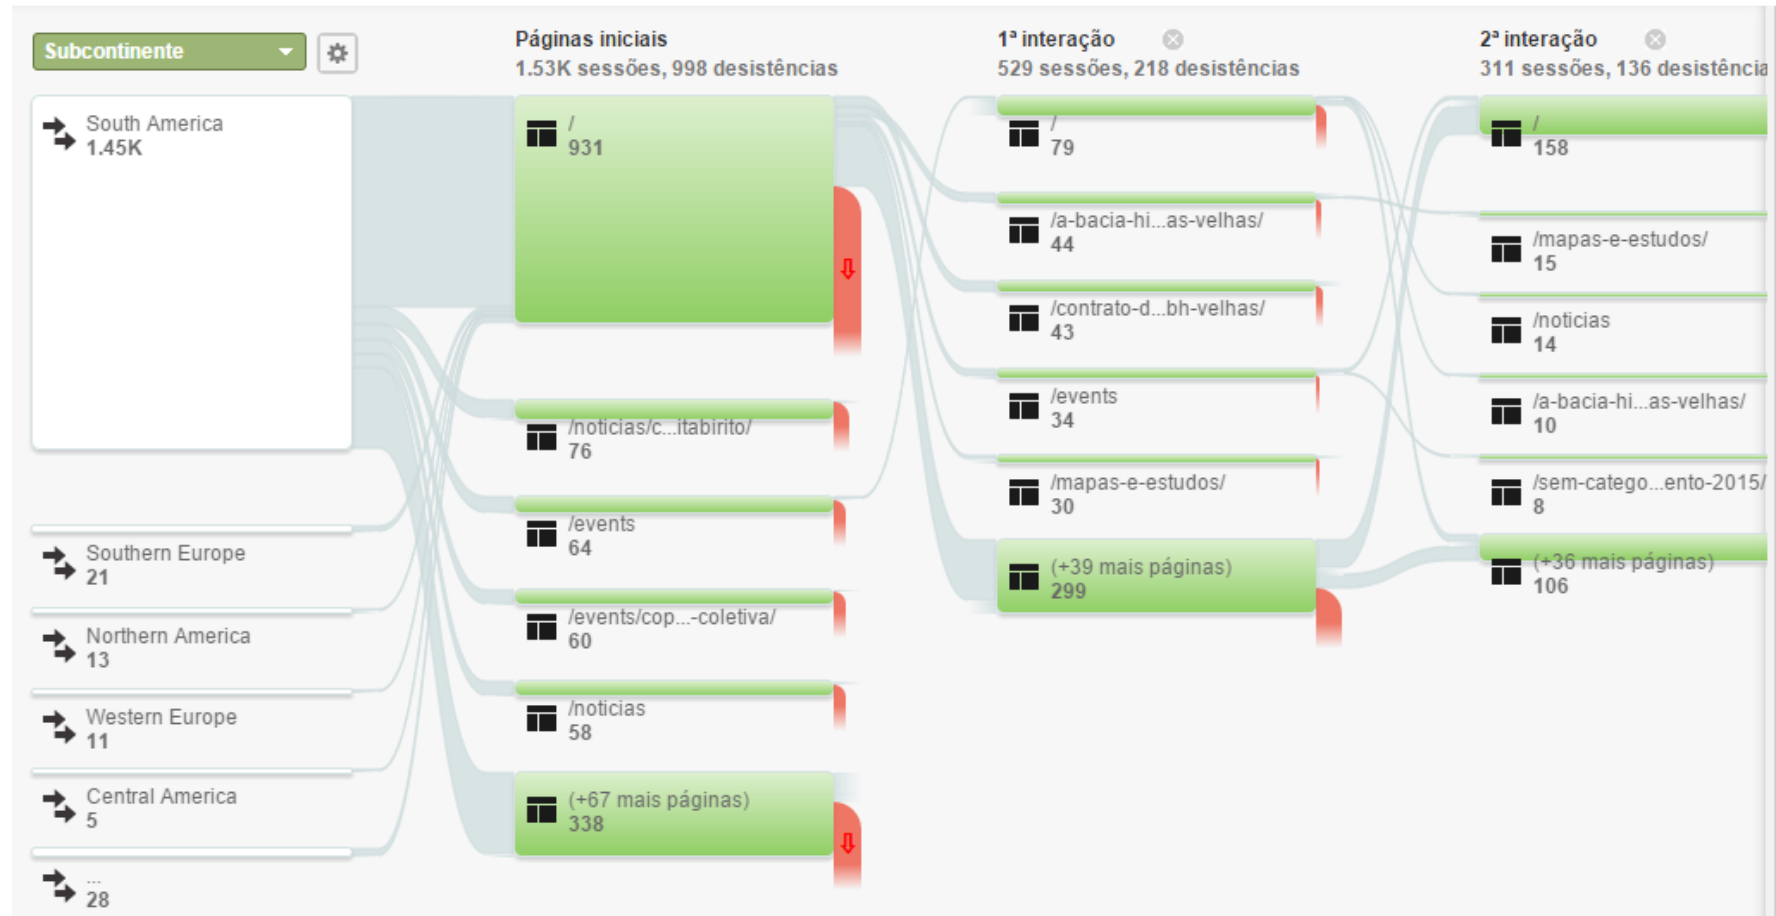 Subcontinente
South America
1.45K
Southern Europe
21
Northern America
13
Western Europe
11
Central America
5
...
28
Páginas iniciais
1.53K sessões, 998 desistências
/
931
/noticias/c...itabirito/
76
/events
64
/events/cop...-coletiva/
60
/noticias
58
(+67 mais páginas)
338
1ª interação
529 sessões, 218 desistências
/
79
/a-bacia-hi...as-velhas/
44
/contrato-d...bh-velhas/
43
/events
34
/mapas-e-estudos/
30
(+39 mais páginas)
299
2ª interação
311 sessões, 136 desistência
/
158
/mapas-e-estudos/
15
/noticias
14
/a-bacia-hi...as-velhas/
10
/sem-catego...ento-2015/
8
(+36 mais páginas)
106